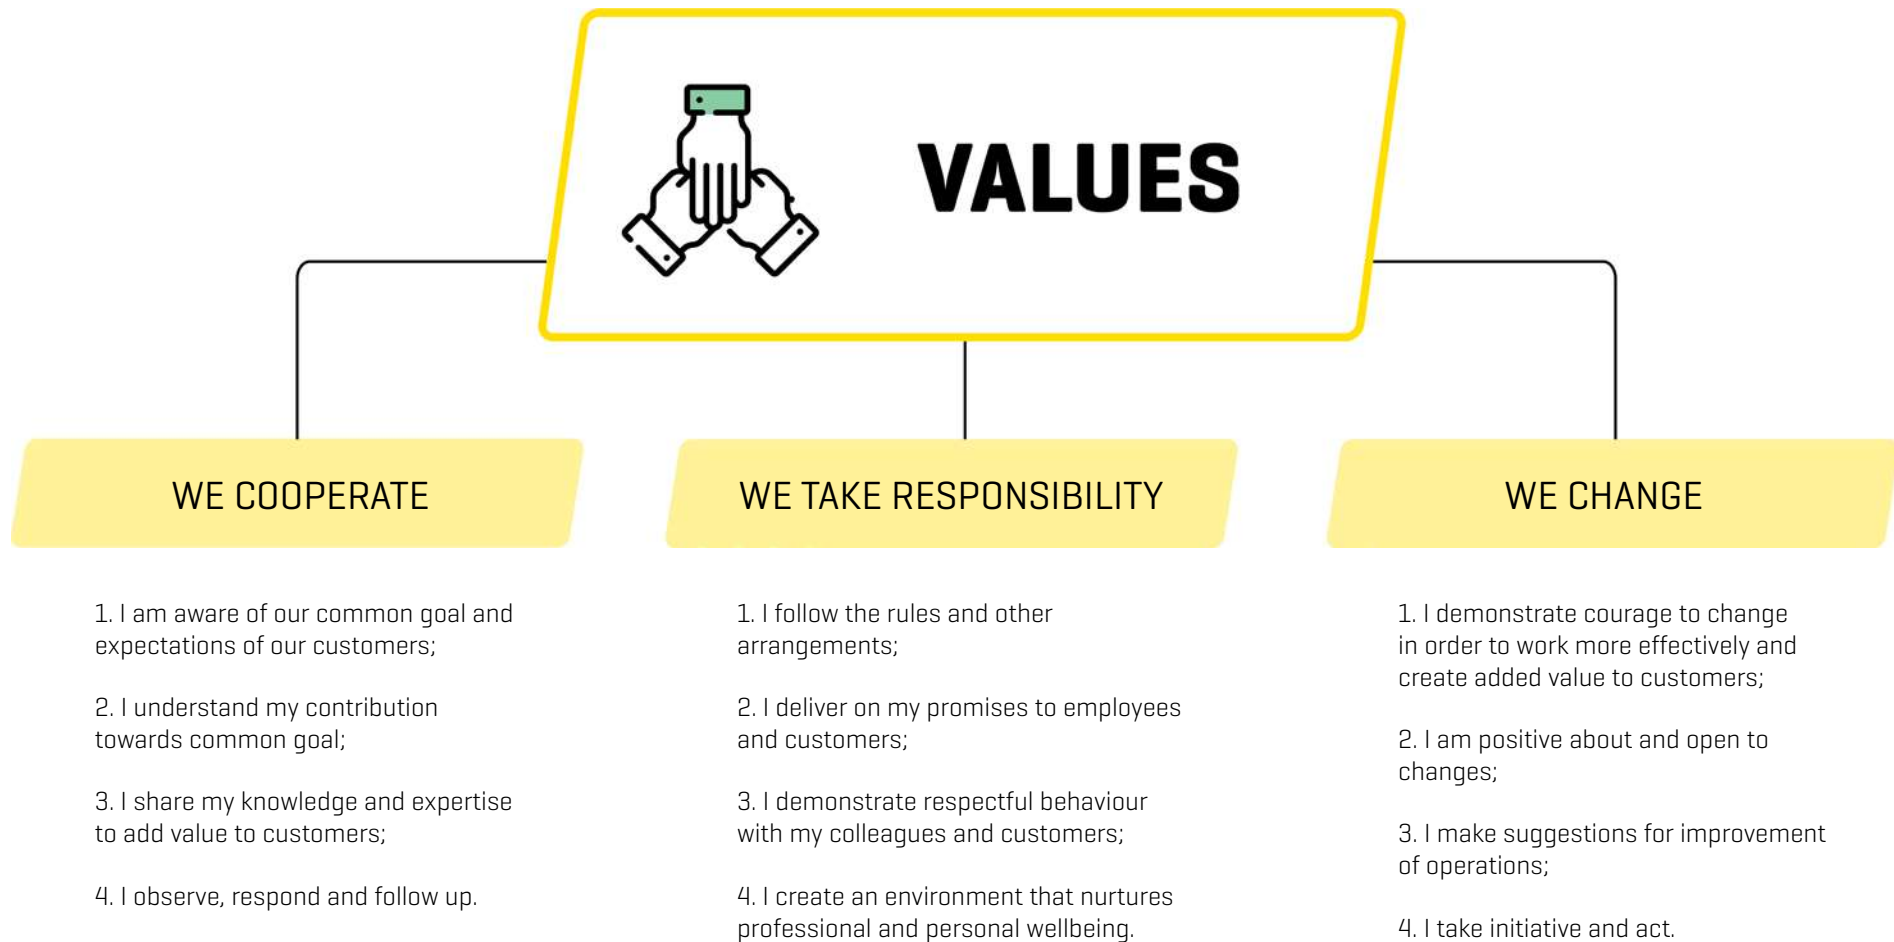 VALUES
WE COOPERATE
1. I am aware of our common goal and
expectations of our customers;
2. I understand my contribution
towards common goal;
3. I share my knowledge and expertise
to add value to customers;
4. I observe, respond and follow up.
WE TAKE RESPONSIBILITY
1. I follow the rules and other
arrangements;
2. I deliver on my promises to employees
and customers;
3. I demonstrate respectful behaviour
with my colleagues and customers;
4. I create an environment that nurtures
professional and personal wellbeing.
WE CHANGE
1. I demonstrate courage to change
in order to work more effectively and
create added value to customers;
2. I am positive about and open to
changes;
3. I make suggestions for improvement
of operations;
4. I take initiative and act.